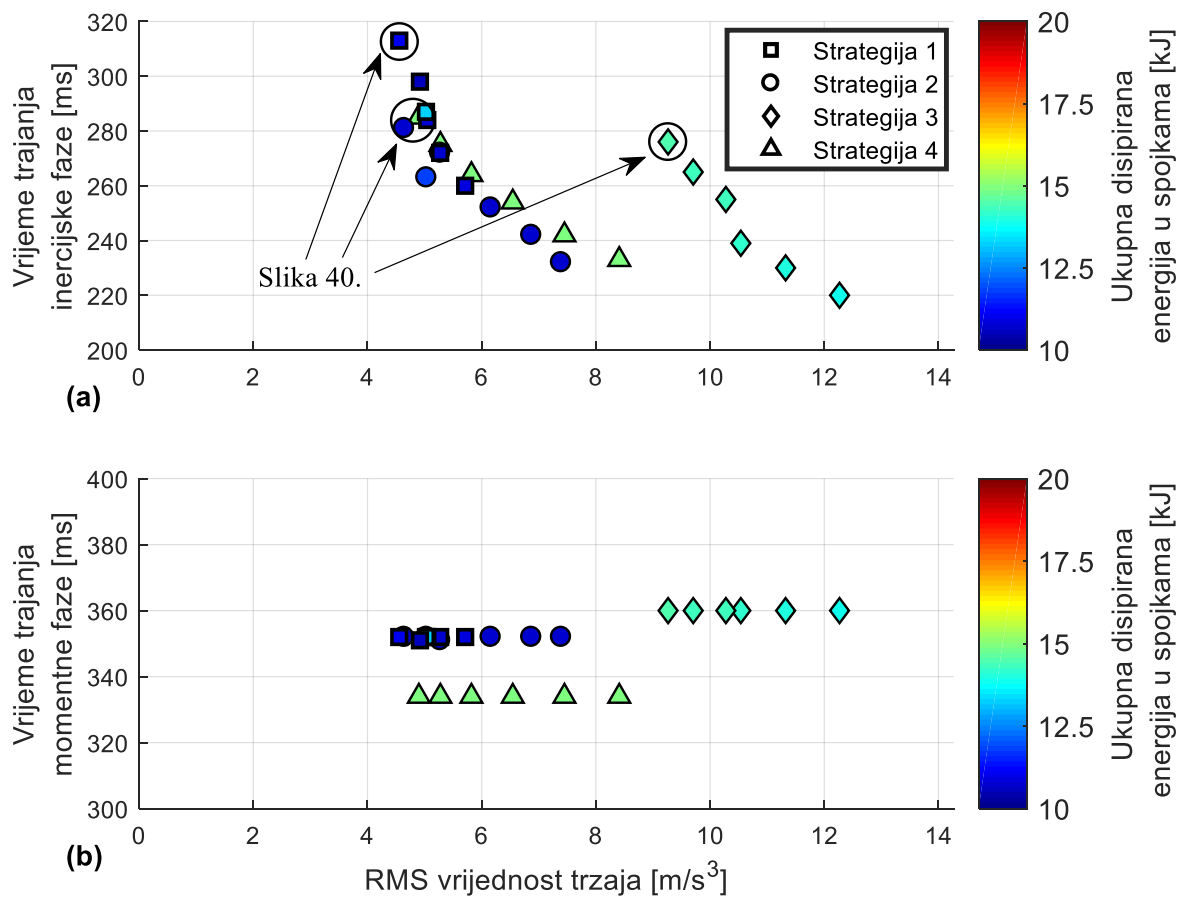 320
300
280
260
240
220
200
Vrijeme trajanja
inercijske faze [ms]
0
2
4
6
8
10
12
14
Slika 40.
Strategija 1
Strategija 2
Strategija 3
Strategija 4
20
17.5
15
12.5
10
Ukupna disipirana
energija u spojkama [kJ]
(a)
400
380
360
340
320
300
Vrijeme trajanja
momentne faze [ms]
0
2
4
6
8
10
12
14
20
17.5
15
12.5
10
Ukupna disipirana
energija u spojkama [kJ]
(b)
RMS vrijednost trzaja [m/s³]